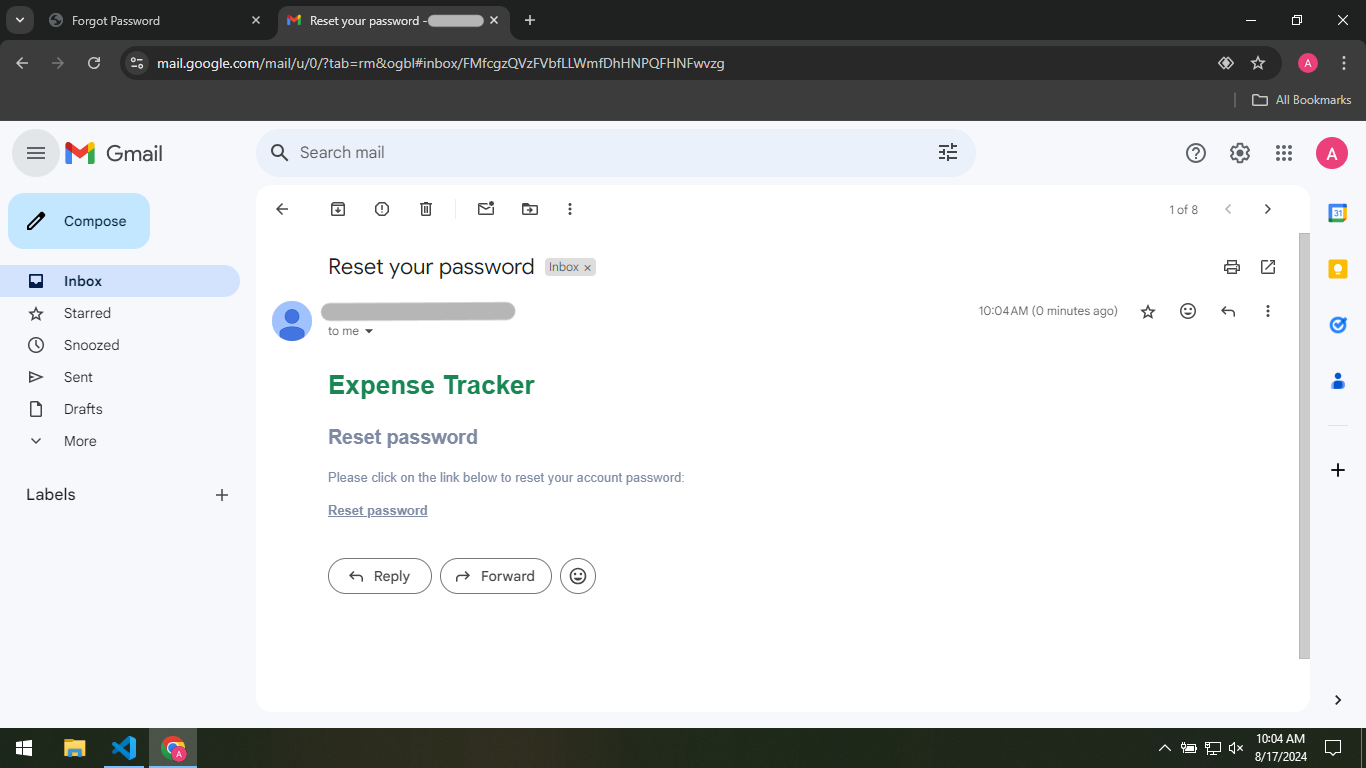 Forgot Password
Reset your password -
mail.google.com/mail/u/0/?tab=rm&ogbl#inbox/FMfcgzQVzFVbfLLWmfDhHNPQFHNFwvzg
A
All Bookmarks
Gmail
Search mail
A
Compose
1 of 8
31
Inbox
Starred
Snoozed
Sent
Drafts
More
Labels
Reset your password Inbox ×
10:04 AM (0 minutes ago)
to me
Expense Tracker
Reset password
Please click on the link below to reset your account password:
Reset password
Reply
Forward
A
10:04 AM
8/17/2024